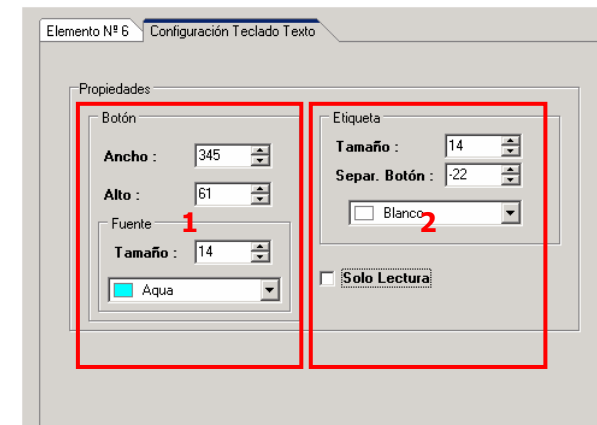 Elemento Nº 6 Configuración Teclado Texto
Propiedades
Botón
Ancho : 345
Alto : 61
Fuente
1
Tamaño : 14
Aqua
Etiqueta
Tamaño : 14
Separ. Botón : -22
Blanco
2
Solo Lectura